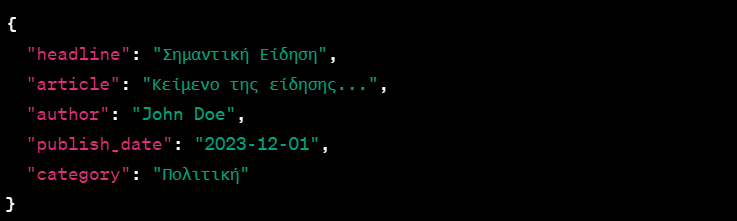 {
"headline": "Σημαντική Είδηση",
"article": "Κείμενο της είδησης...",
"author": "John Doe",
"publish_date": "2023-12-01",
"category": "Πολιτική"
}